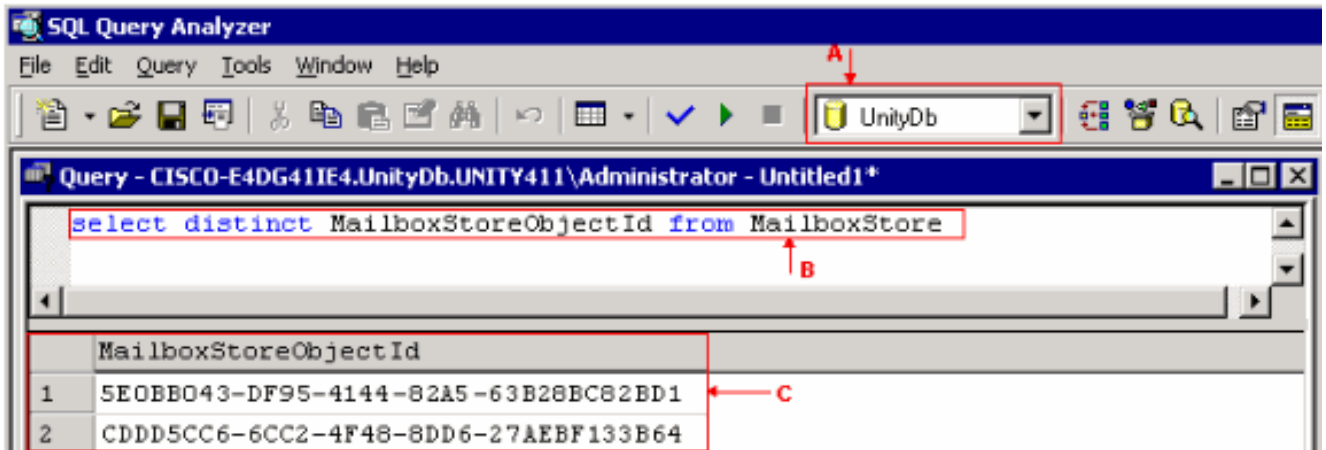 SQL Query Analyzer
File Edit Query Tools Window Help
A
UnityDb
Query - CISCO-E4DG41IE4.UnityDb.UNITY411\Administrator - Untitled1*
select distinct MailboxStoreObjectId from MailboxStore
B
MailboxStoreObjectId
1 5E0BB043-DF95-4144-82A5-63B28BC82BD1
C
2 CDDD5CC6-6CC2-4F48-8DD6-27AEBF133B64